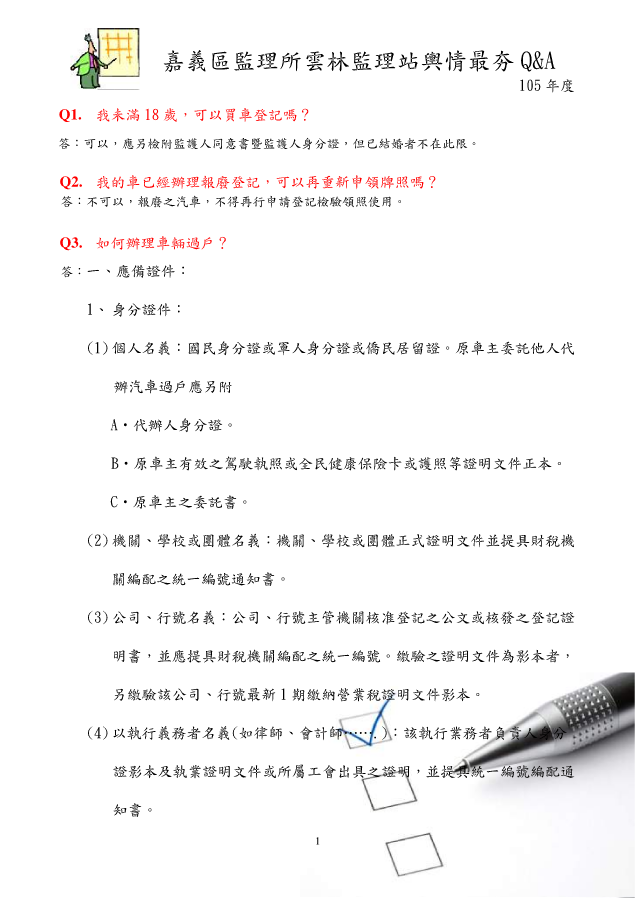 嘉義區監理所雲林監理站輿情最夯 Q&A
105 年度
Q1. 我未滿 18 歲，可以買車登記嗎？
答：可以，應另檢附監護人同意書暨監護人身分證，但已結婚者不在此限。
Q2. 我的車已經辦理報廢登記，可以再重新申領牌照嗎？
答：不可以，報廢之汽車，不得再行申請登記檢驗領照使用。
Q3. 如何辦理車輛過戶？
答：一、應備證件：
1、 身分證件：
(1) 個人名義：國民身分證或軍人身分證或僑民居留證。原車主委託他人代
辦汽車過戶應另附
A‧代辦人身分證。
B‧原車主有效之駕駛執照或全民健康保險卡或護照等證明文件正本。
C‧原車主之委託書。
(2) 機關、學校或團體名義：機關、學校或團體正式證明文件並提具財稅機
關編配之統一編號通知書。
(3) 公司、行號名義：公司、行號主管機關核准登記之公文或核發之登記證
明書，並應提具財稅機關編配之統一編號。繳驗之證明文件為影本者，
另繳驗該公司、行號最新 1 期繳納營業稅證明文件影本。
(4) 以執行義務者名義(如律師、會計師…….)：該執行業務者負責人身分
證影本及執業證明文件或所屬工會出具之證明，並提具統一編號編配通
知書。
1